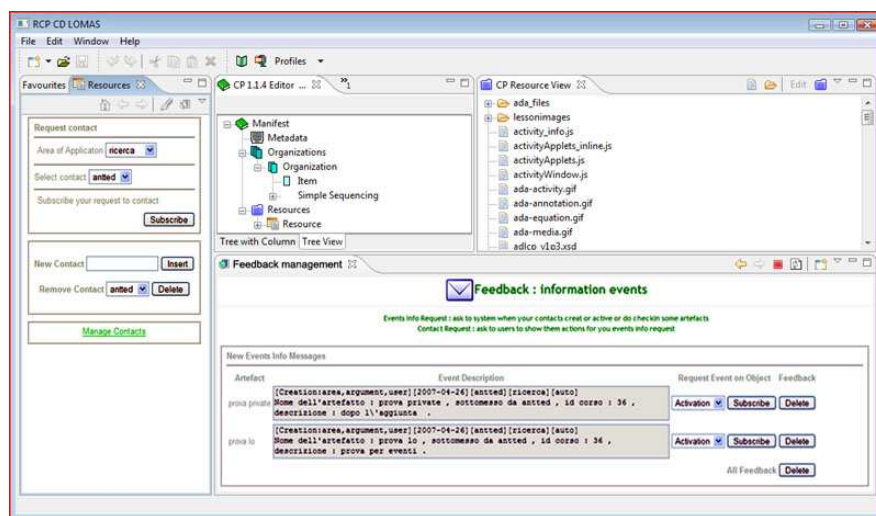 RCP CD LOMAS
File Edit Window Help
Profiles
Favourites Resources
Request contact
Area of Applicaton ricerca
Select contact antted
Subscribe your request to contact
Subscribe
New Contact Insert
Remove Contact antted Delete
Manage Contacts
CP 1.1.4 Editor ... »1
Manifest
Metadata
Organizations
Organization
Item
Simple Sequencing
Resources
Resource
Tree with Column Tree View
CP Resource View Edit
ada_files
lessonimages
activity_info.js
activityApplets_inline.js
activityApplets.js
activityWindow.js
ada-activity.gif
ada-annotation.gif
ada-equation.gif
ada-media.gif
adlcp_v1p3.xsd
Feedback management
Feedback : information events
Events Info Request : ask to system when your contacts creat or active or do checkin some artefacts
Contact Request : ask to users to show them actions for you events info request
New Events Info Messages
Artefact Event Description Request Event on Object Feedback
prova private [Creation:area,argument,user][2007-04-26][antted][ricerca][auto]
Nome dell'artefatto : prova private , sottomesso da antted , id corso : 36 ,
descrizione : dopo l\'aggiunta .
Activation Subscribe Delete
prova lo [Creation:area,argument,user][2007-04-26][antted][ricerca][auto]
Nome dell'artefatto : prova lo , sottomesso da antted , id corso : 36 ,
descrizione : prova per eventi .
Activation Subscribe Delete
All Feedback Delete